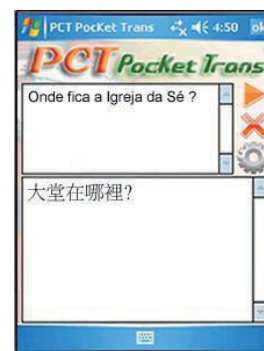 PCT Pocket Trans 4:50 ok
PCT Pocket Trans
Onde fica a Igreja da Sé ?
大堂在哪裡?